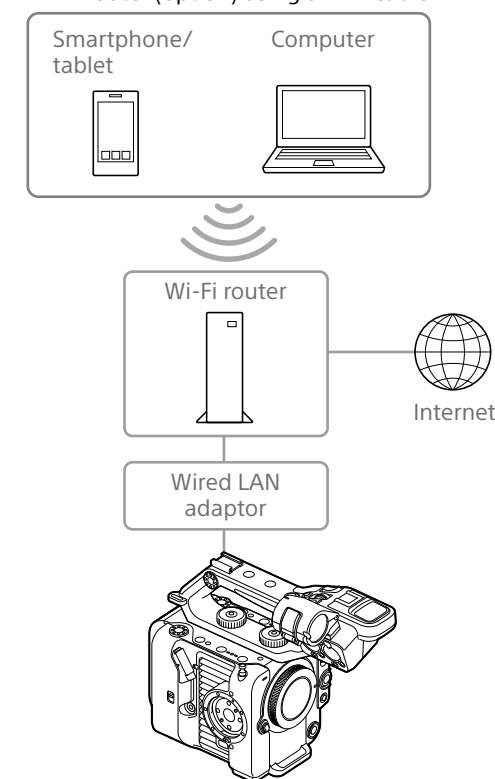 Smartphone/
tablet
Computer
Wi-Fi router
Internet
Wired LAN
adaptor